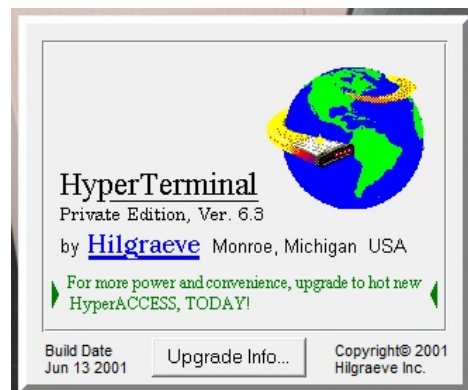 HyperTerminal
Private Edition, Ver. 6.3
by Hilgraeve Monroe, Michigan USA
For more power and convenience, upgrade to hot new
HyperACCESS, TODAY!
Build Date
Jun 13 2001
Upgrade Info...
Copyright© 2001
Hilgraeve Inc.